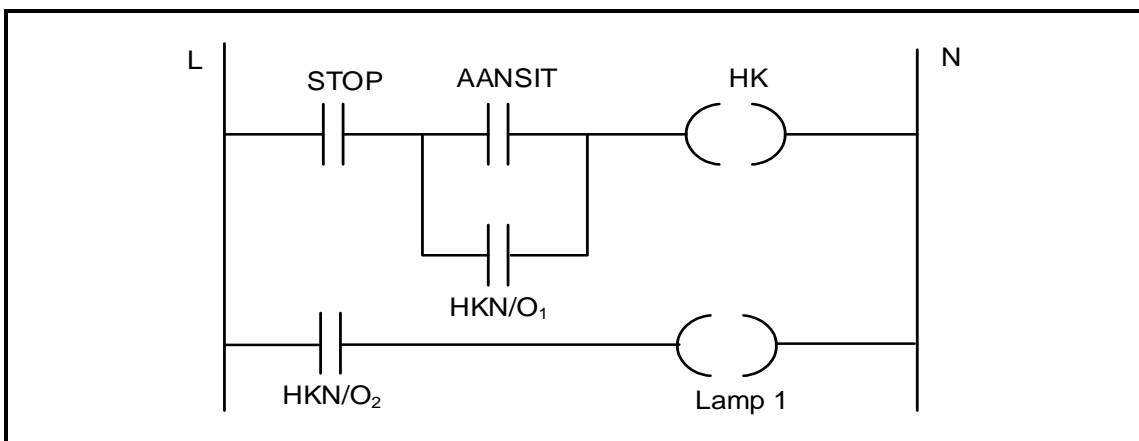 L
N
STOP
AANSIT
HK
HKN/O₁
HKN/O₂
Lamp 1